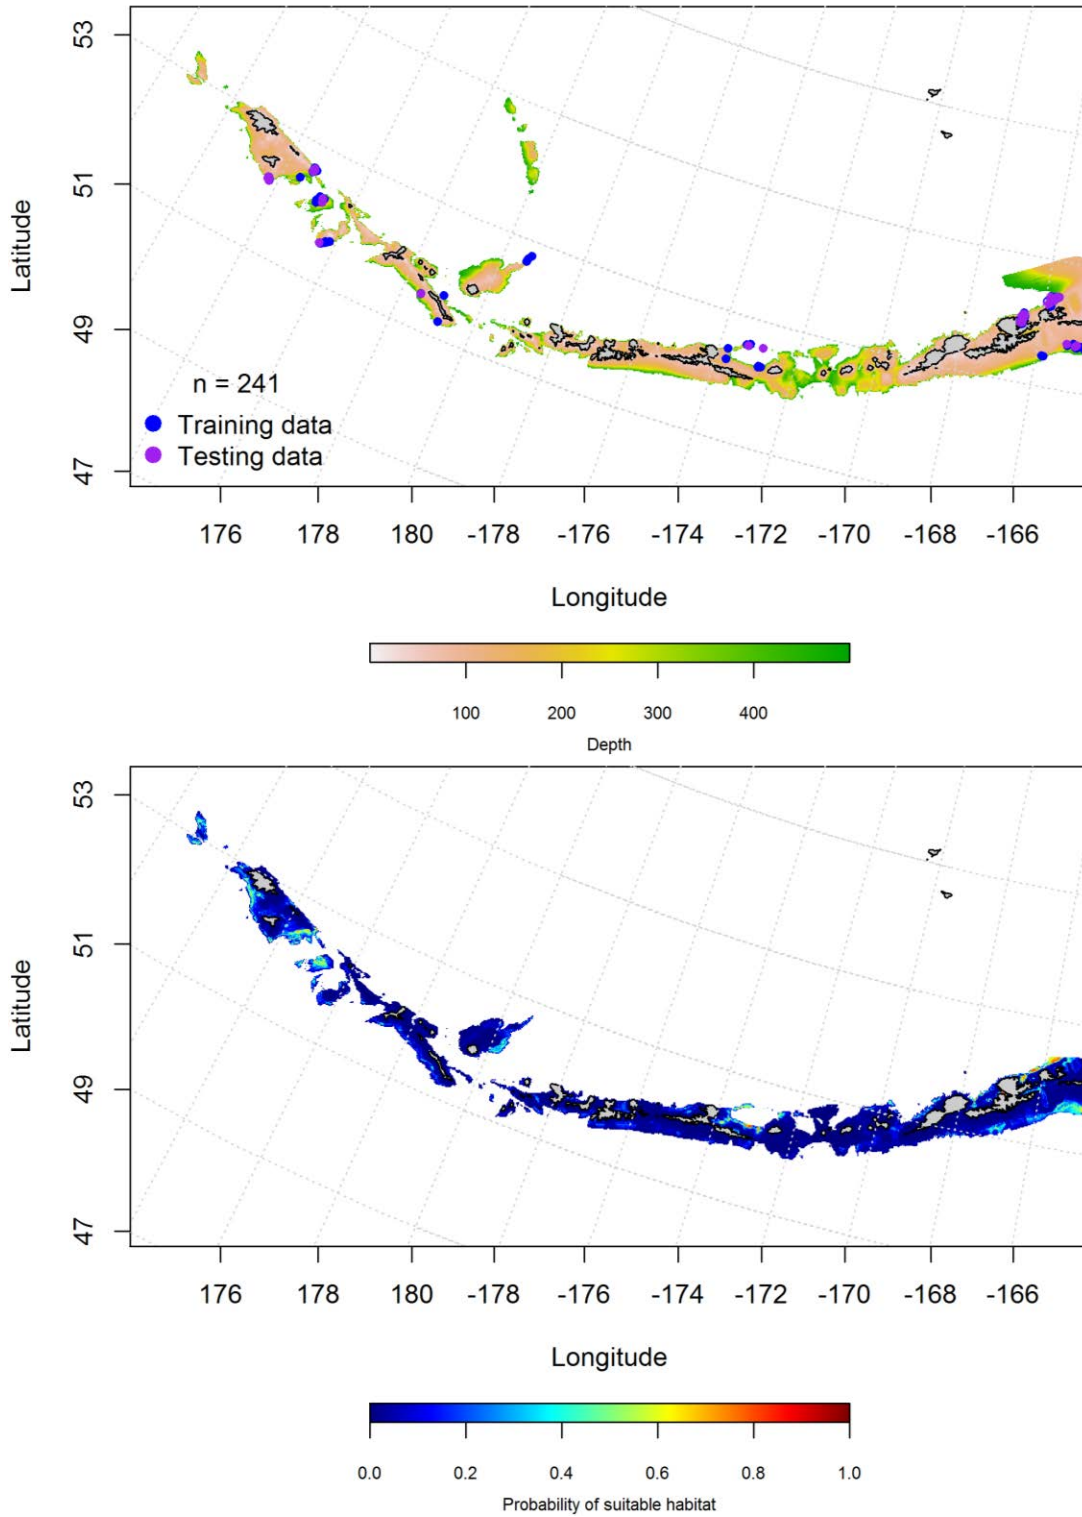 53
51
49
47
Latitude
n = 241
Training data
Testing data
176 178 180 -178 -176 -174 -172 -170 -168 -166
Longitude
100 200 300 400
Depth
53
51
49
47
Latitude
176 178 180 -178 -176 -174 -172 -170 -168 -166
Longitude
0.0 0.2 0.4 0.6 0.8 1.0
Probability of suitable habitat